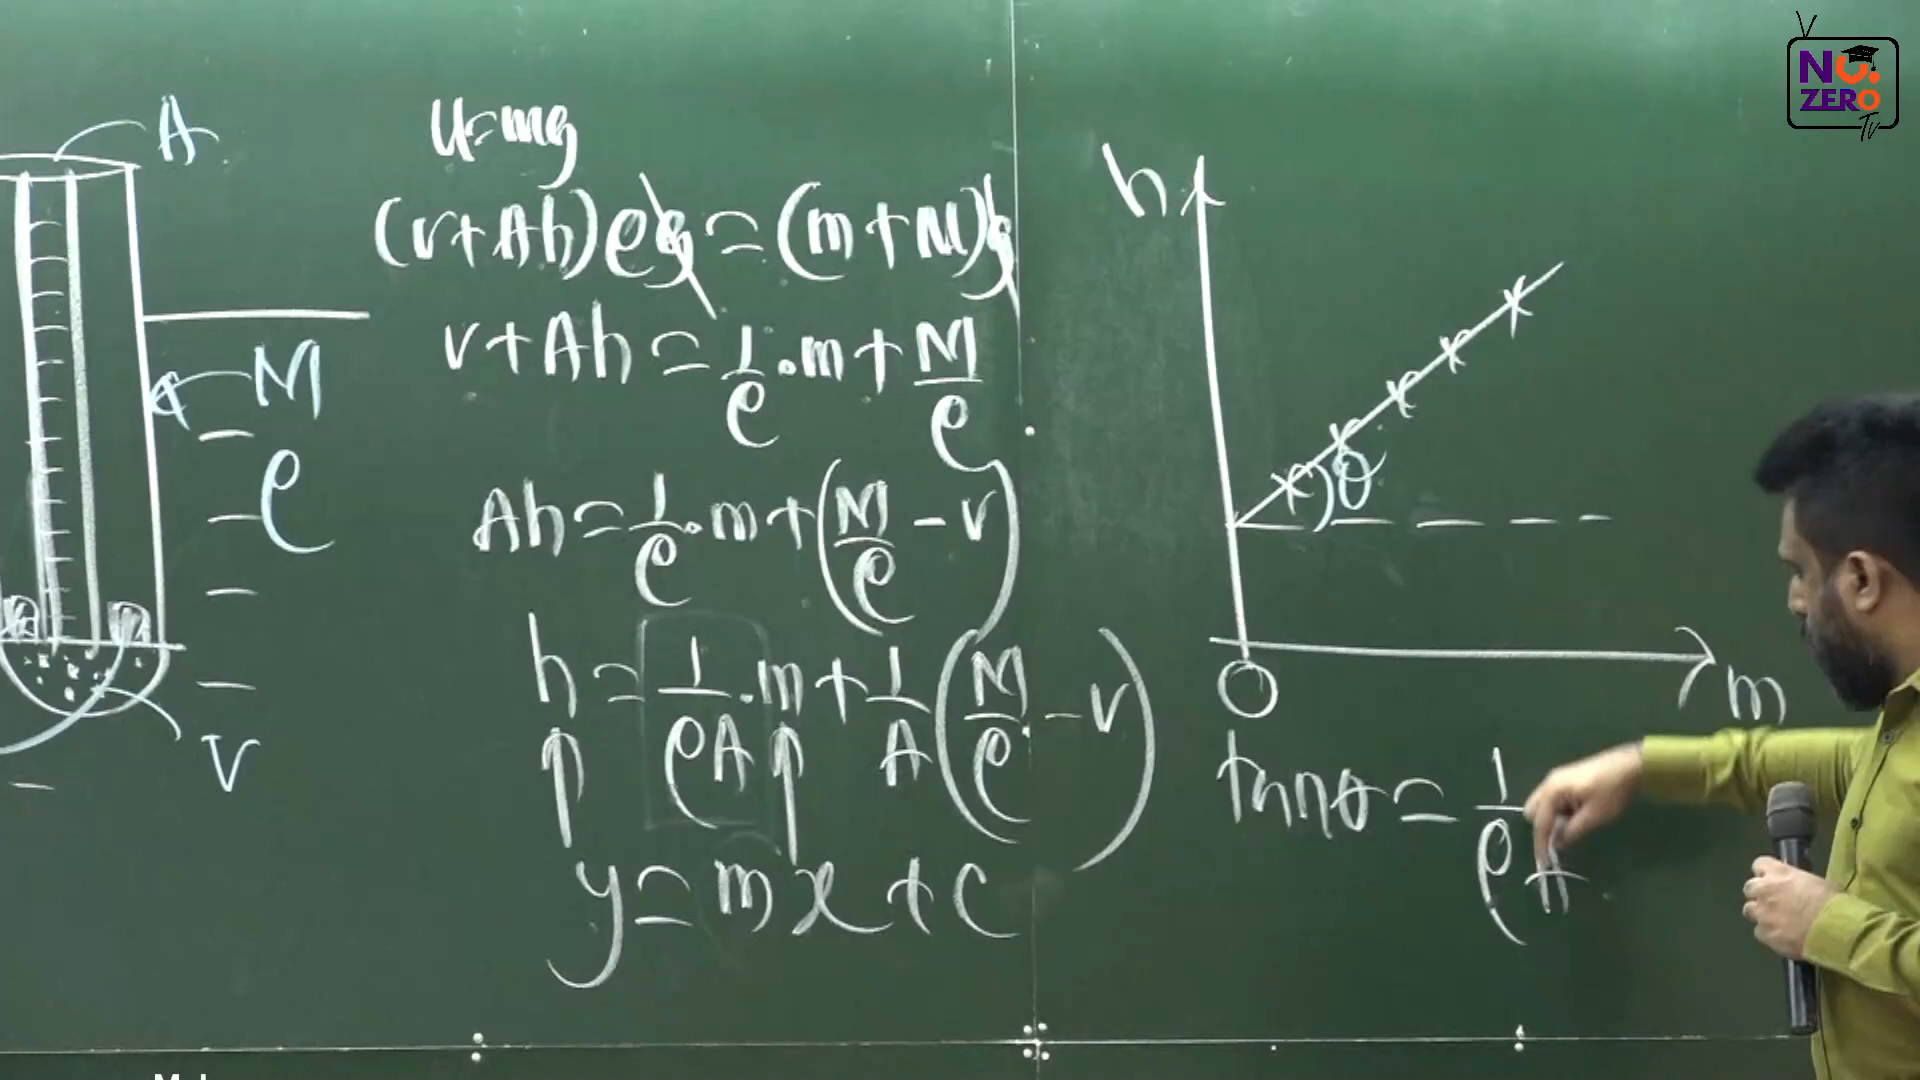 A
M
ρ
V
U=mg
(v+Ah)ρg=(m+M)g
v+Ah=1/ρ.m+M/ρ
Ah=1/ρ.m+(M/ρ-v)
h=1/ρA.m+1/A(M/ρ-v)
y=mx+c
h
θ
O
m
tanθ=1/ρA
NO.
ZERO
Tv